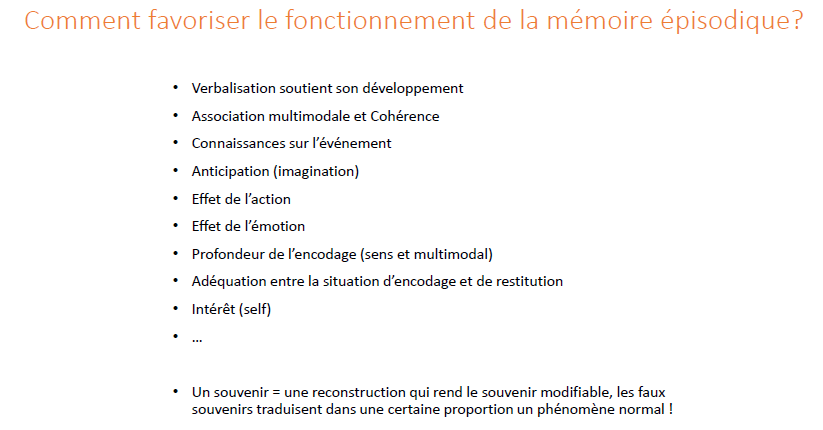 Comment favoriser le fonctionnement de la mémoire épisodique?
• Verbalisation soutient son développement
• Association multimodale et Cohérence
• Connaissances sur l’événement
• Anticipation (imagination)
• Effet de l’action
• Effet de l’émotion
• Profondeur de l’encodage (sens et multimodal)
• Adéquation entre la situation d’encodage et de restitution
• Intérêt (self)
• …
• Un souvenir = une reconstruction qui rend le souvenir modifiable, les faux
souvenirs traduisent dans une certaine proportion un phénomène normal !